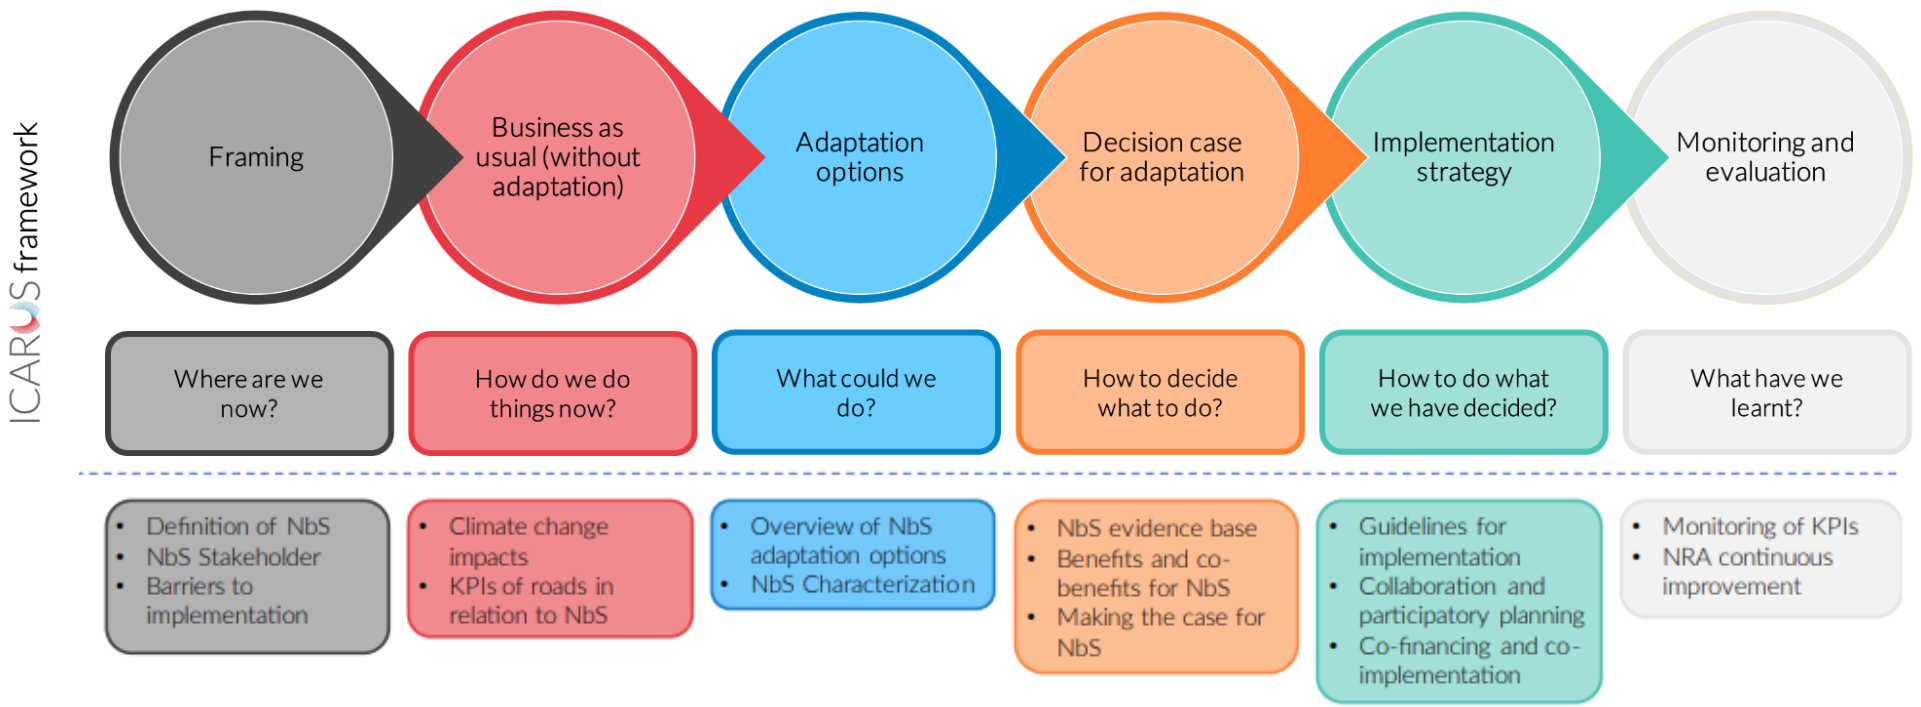 ICARUS framework
Framing
Business as
usual (without
adaptation)
Adaptation
options
Decision case
for adaptation
Implementation
strategy
Monitoring and
evaluation
Where are we
now?
How do we do
things now?
What could we
do?
How to decide
what to do?
How to do what
we have decided?
What have we
learnt?
• Definition of NbS
• NbS Stakeholder
• Barriers to
implementation
• Climate change
impacts
• KPIs of roads in
relation to NbS
• Overview of NbS
adaptation options
• NbS Characterization
• NbS evidence base
• Benefits and co-
benefits for NbS
• Making the case for
NbS
• Guidelines for
implementation
• Collaboration and
participatory planning
• Co-financing and co-
implementation
• Monitoring of KPIs
• NRA continuous
improvement